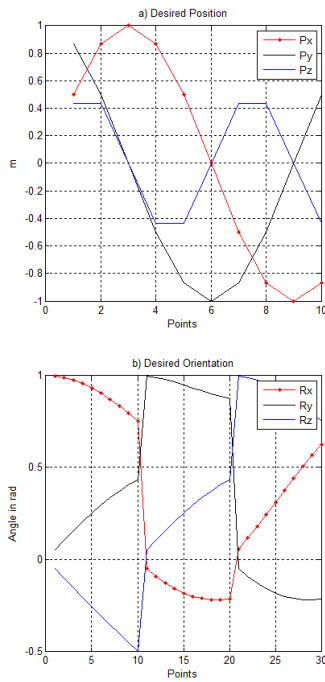 a) Desired Position
1
0.8
0.6
0.4
0.2
0
-0.2
-0.4
-0.6
-0.8
-1
m
Px
Py
Pz
0 2 4 6 8 10
Points
b) Desired Orientation
1
0.5
0
-0.5
Angle in rad
Rx
Ry
Rz
0 5 10 15 20 25 30
Points